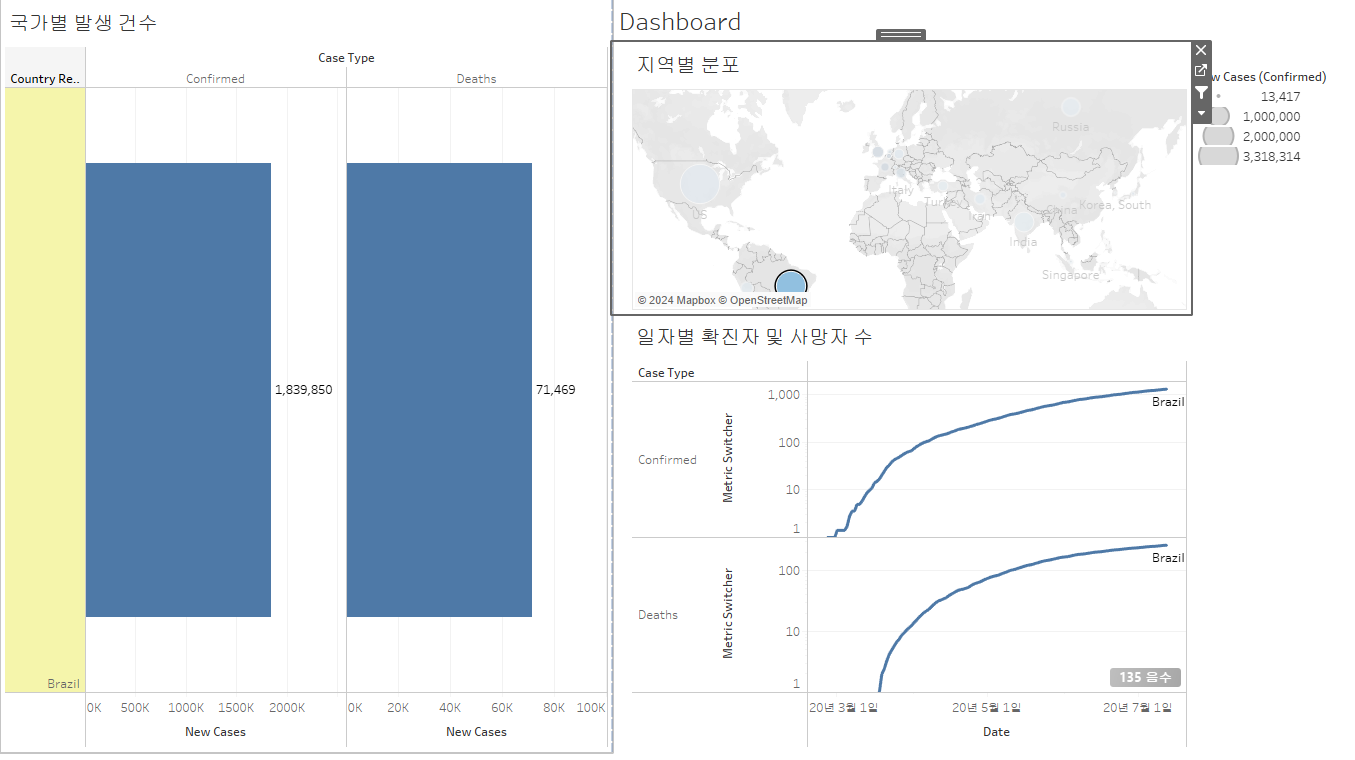 국가별 발생 건수
Case Type
Country Re..
Confirmed
Deaths
1,839,850
71,469
Brazil
0K
500K
1000K
1500K
2000K
0K
20K
40K
60K
80K
100K
New Cases
New Cases
Dashboard
지역별 분포
Russia
US
Italy
Turkey
Iran
China
Korea, South
India
Singapore
© 2024 Mapbox © OpenStreetMap
w Cases (Confirmed)
13,417
1,000,000
2,000,000
3,318,314
일자별 확진자 및 사망자 수
Case Type
Confirmed
Metric Switcher
1,000
100
10
1
Brazil
Deaths
Metric Switcher
100
10
1
Brazil
135 음수
20년 3월 1일
20년 5월 1일
20년 7월 1일
Date